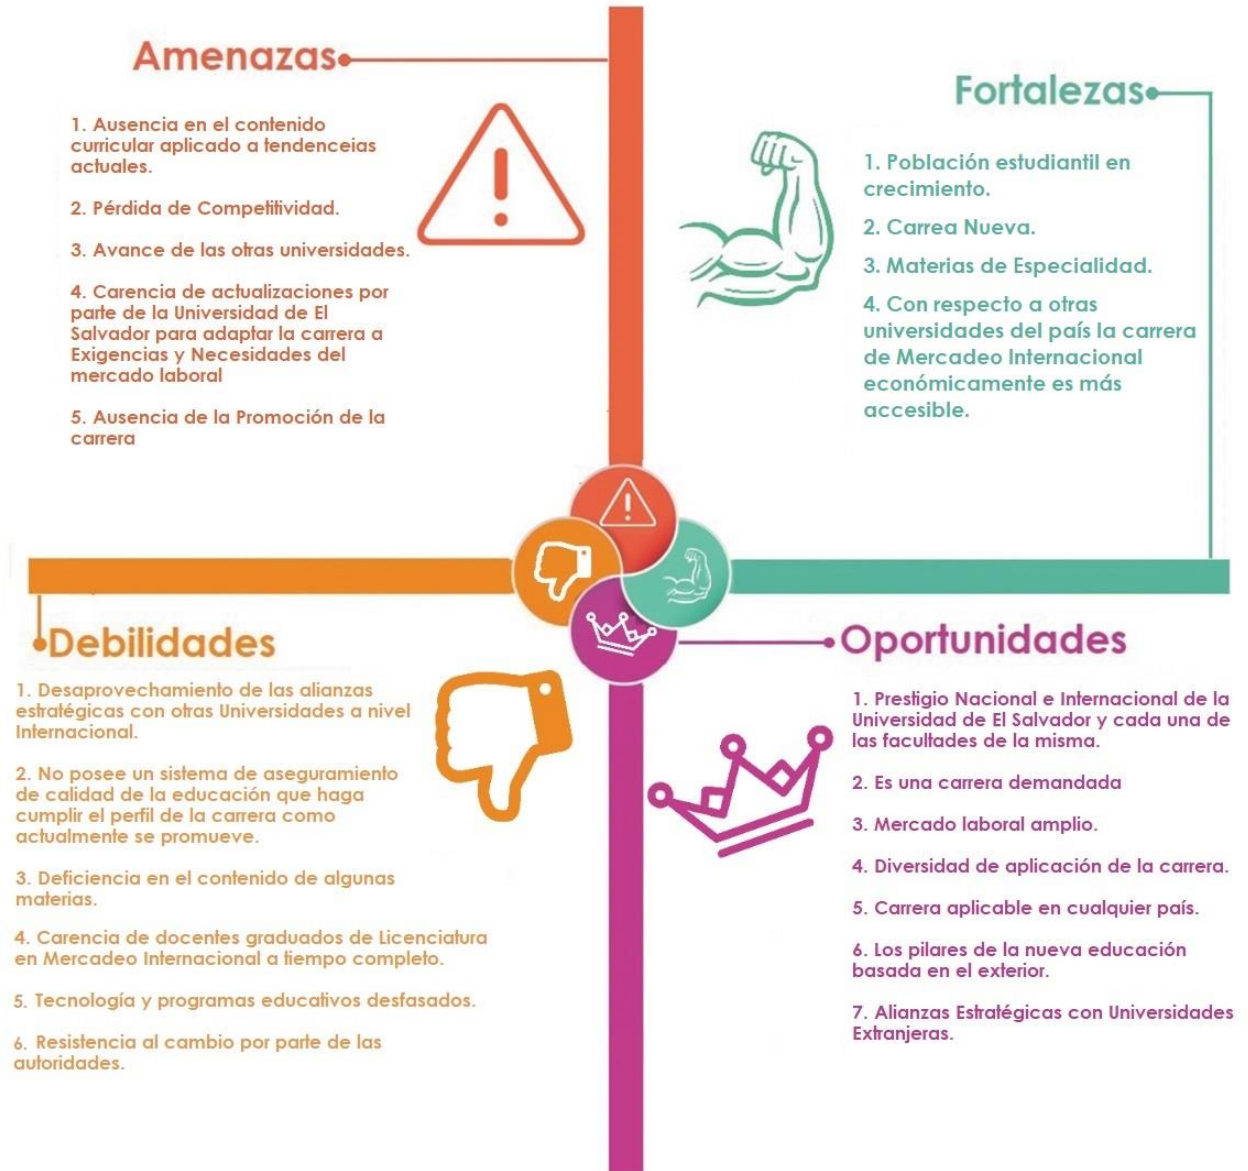 Amenazas
1. Ausencia en el contenido
curricular aplicado a tendenceias
actuales.
2. Pérdida de Competitividad.
3. Avance de las otras universidades.
4. Carencia de actualizaciones por
parte de la Universidad de El
Salvador para adaptar la carrera a
Exigencias y Necesidades del
mercado laboral
5. Ausencia de la Promoción de la
carrera
Fortalezas
1. Población estudiantil en
crecimiento.
2. Carrea Nueva.
3. Materias de Especialidad.
4. Con respecto a otras
universidades del país la carrera
de Mercadeo Internacional
económicamente es más
accesible.
Debilidades
1. Desaprovechamiento de las alianzas
estratégicas con otras Universidades a nivel
Internacional.
2. No posee un sistema de aseguramiento
de calidad de la educación que haga
cumplir el perfil de la carrera como
actualmente se promueve.
3. Deficiencia en el contenido de algunas
materias.
4. Carencia de docentes graduados de Licenciatura
en Mercadeo Internacional a tiempo completo.
5. Tecnología y programas educativos desfasados.
6. Resistencia al cambio por parte de las
autoridades.
Oportunidades
1. Prestigio Nacional e Internacional de la
Universidad de El Salvador y cada una de
las facultades de la misma.
2. Es una carrera demandada
3. Mercado laboral amplio.
4. Diversidad de aplicación de la carrera.
5. Carrera aplicable en cualquier país.
6. Los pilares de la nueva educación
basada en el exterior.
7. Alianzas Estratégicas con Universidades
Extranjeras.